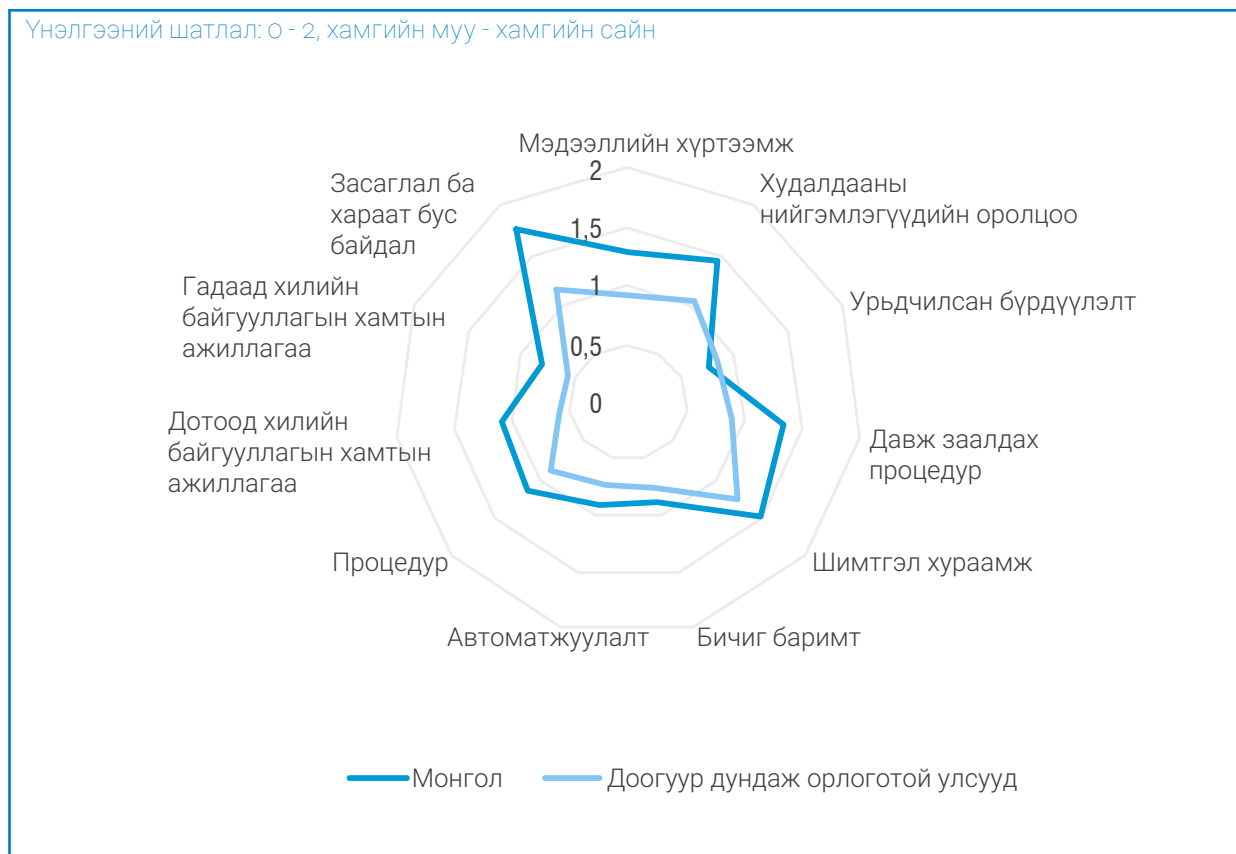 Үнэлгээний шатлал: 0 - 2, хамгийн муу - хамгийн сайн
Мэдээллийн хүртээмж
Худалдааны
нийгэмлэгүүдийн оролцоо
Урьдчилсан бүрдүүлэлт
Давж заалдах
процедур
Шимтгэл хураамж
Бичиг баримт
Автоматжуулалт
Процедур
Дотоод хилийн
байгууллагын хамтын
ажиллагаа
Гадаад хилийн
байгууллагын хамтын
ажиллагаа
Засаглал ба
хараат бус
байдал
2
1,5
1
0,5
0
Монгол
Доогуур дундаж орлоготой улсууд